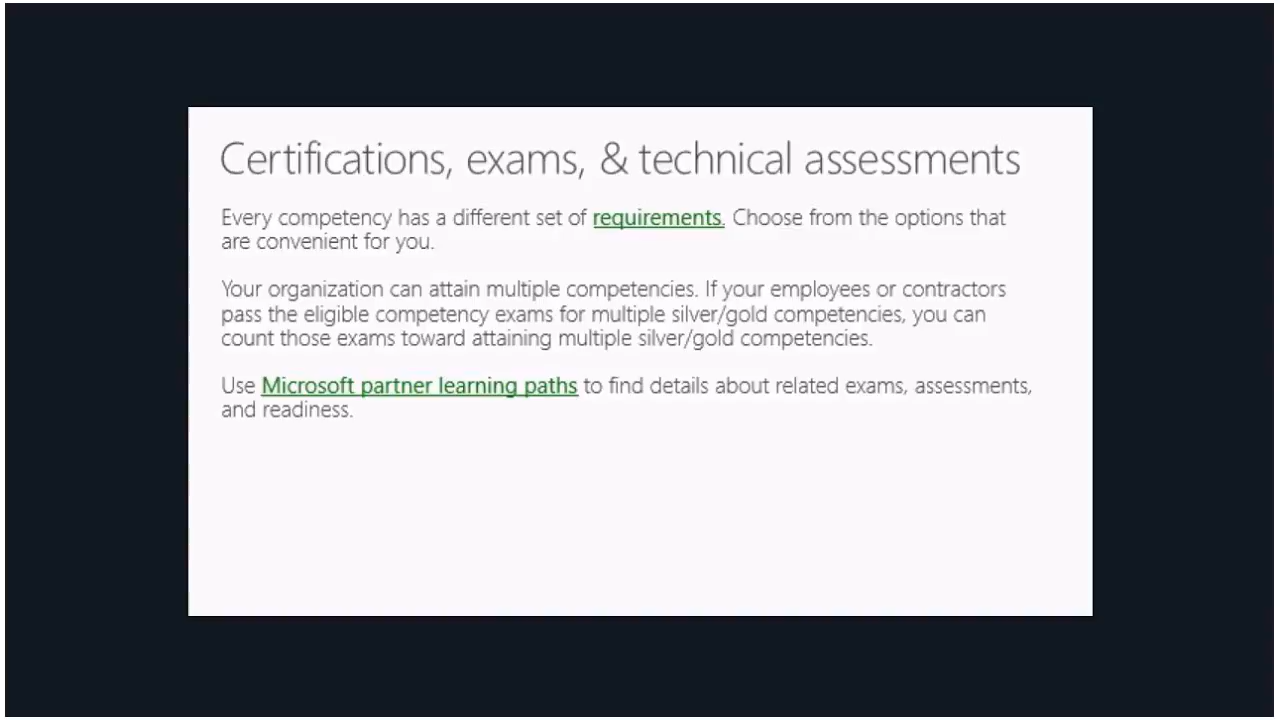 Certifications, exams, & technical assessments
Every competency has a different set of requirements. Choose from the options that
are convenient for you.
Your organization can attain multiple competencies. If your employees or contractors
pass the eligible competency exams for multiple silver/gold competencies, you can
count those exams toward attaining multiple silver/gold competencies.
Use Microsoft partner learning paths to find details about related exams, assessments,
and readiness.